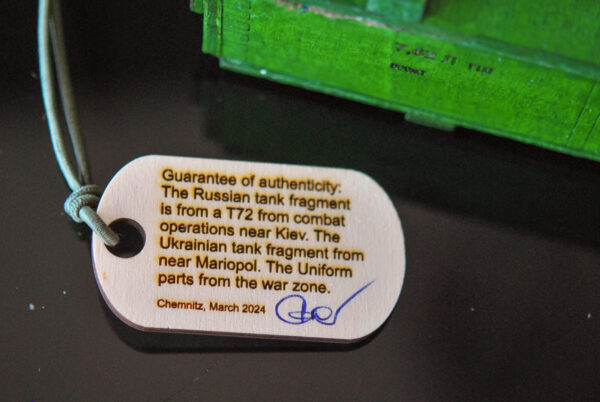 Guarantee of authenticity:
The Russian tank fragment
is from a T72 from combat
operations near Kiev. The
Ukrainian tank fragment from
near Mariopol. The Uniform
parts from the war zone.
Chemnitz, March 2024